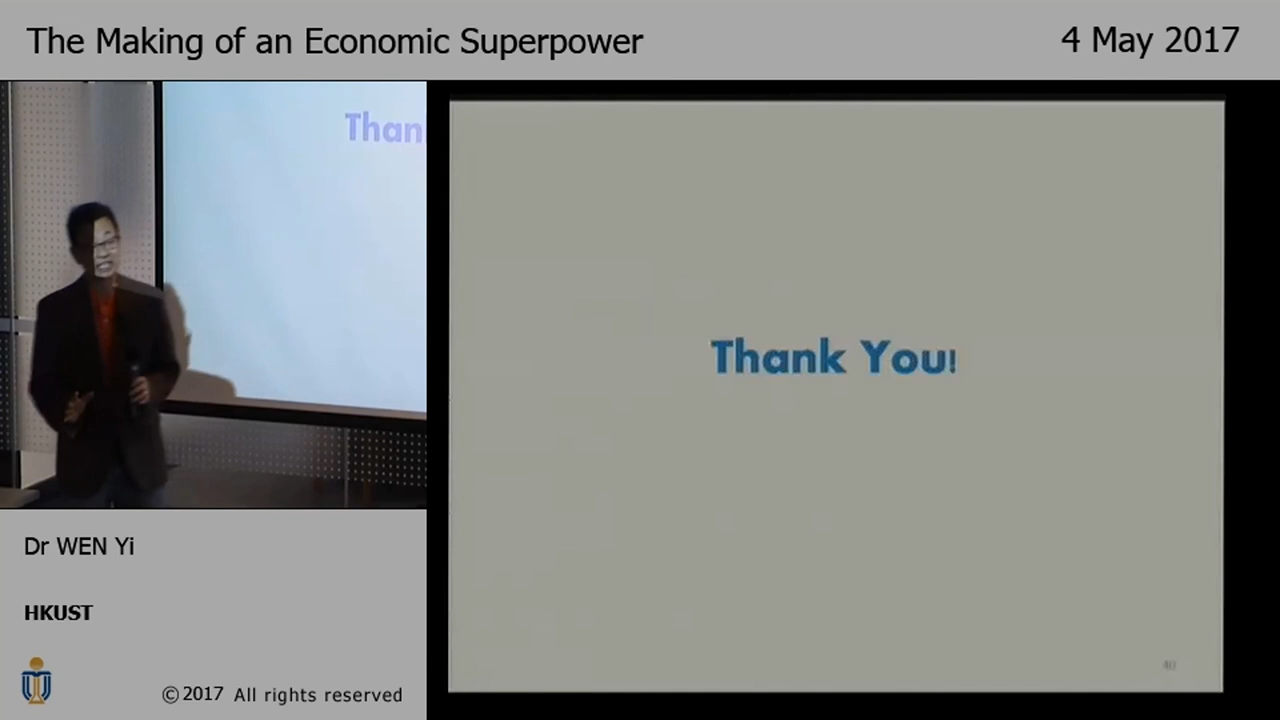 The Making of an Economic Superpower
4 May 2017
Than
Thank You!
40
Dr WEN Yi
HKUST
© 2017 All rights reserved